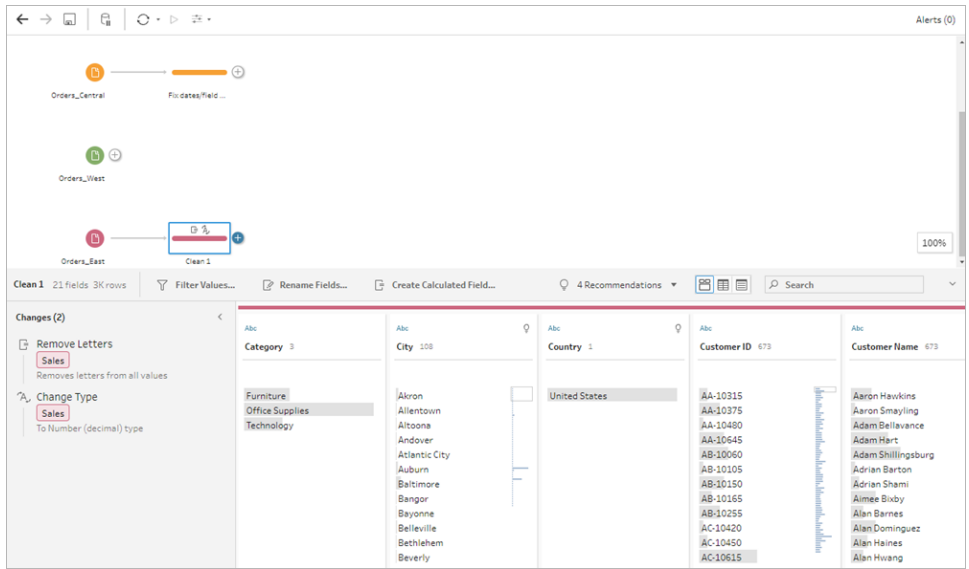 Alerts (0)
Orders_Central
Fix dates/field ...
Orders_West
Orders_East
Clean 1
100%
Clean 1 21 fields 3K rows
Filter Values...
Rename Fields...
Create Calculated Field...
4 Recommendations
Search
Changes (2)
Remove Letters
Sales
Removes letters from all values
Change Type
Sales
To Number (decimal) type
Abc
Category 3
Furniture
Office Supplies
Technology
Abc
City 108
Akron
Allentown
Altoona
Andover
Atlantic City
Auburn
Baltimore
Bangor
Bayonne
Belleville
Bethlehem
Beverly
Abc
Country 1
United States
Abc
Customer ID 673
AA-10315
AA-10375
AA-10480
AA-10645
AB-10060
AB-10105
AB-10150
AB-10165
AB-10255
AC-10420
AC-10450
AC-10615
Abc
Customer Name 673
Aaron Hawkins
Aaron Smayling
Adam Bellavance
Adam Hart
Adam Shillingsburg
Adrian Barton
Adrian Shami
Aimee Bixby
Alan Barnes
Alan Dominguez
Alan Haines
Alan Hwang